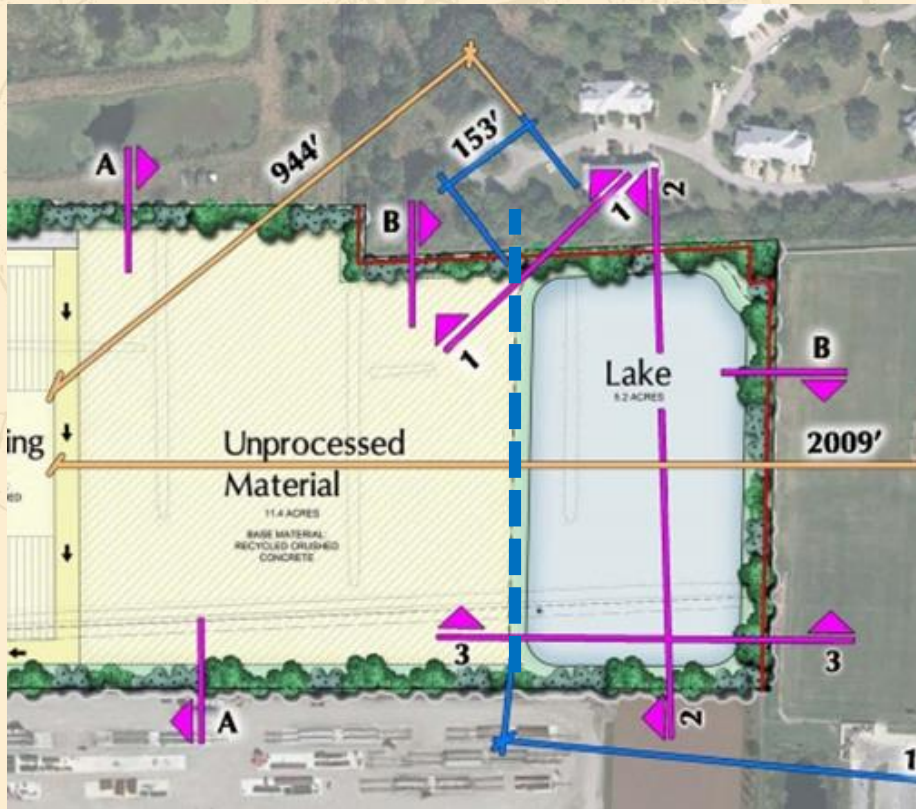 944'
153'
A
B
1
2
1
Lake
5.2 ACRES
B
ing
Unprocessed
Material
11.4 ACRES
BASE MATERIAL:
RECYCLED CRUSHED
CONCRETE
2009'
3
3
A
2
1